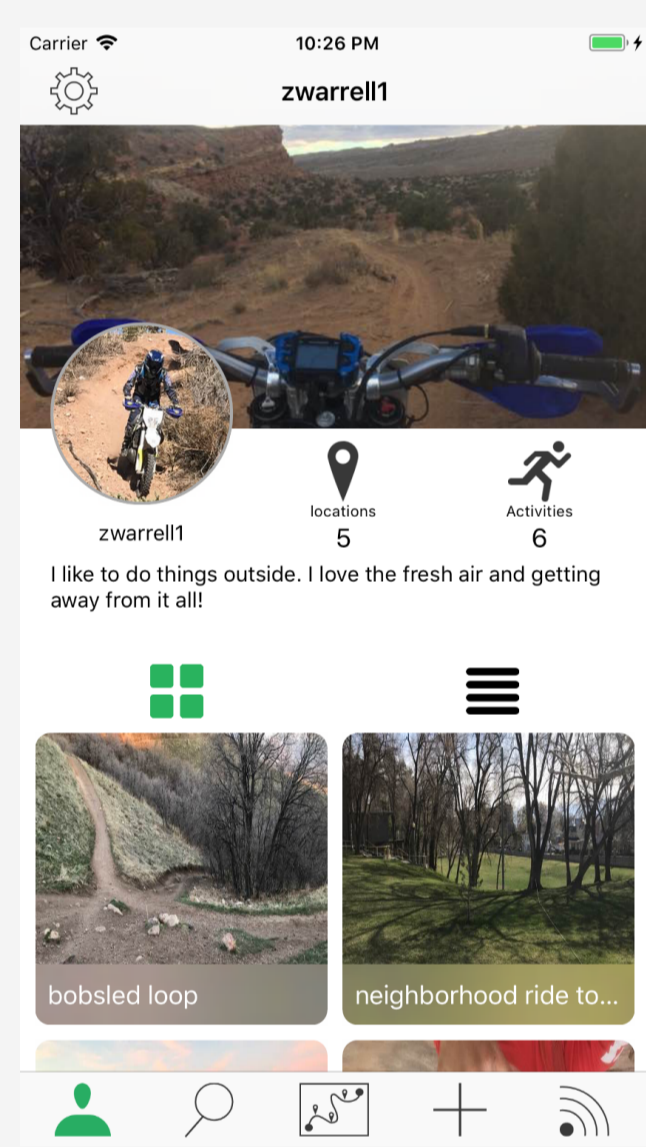 Carrier 10:26 PM
zwarrell1
locations
Activities
zwarrell1
5
6
I like to do things outside. I love the fresh air and getting
away from it all!
bobsled loop
neighborhood ride to...